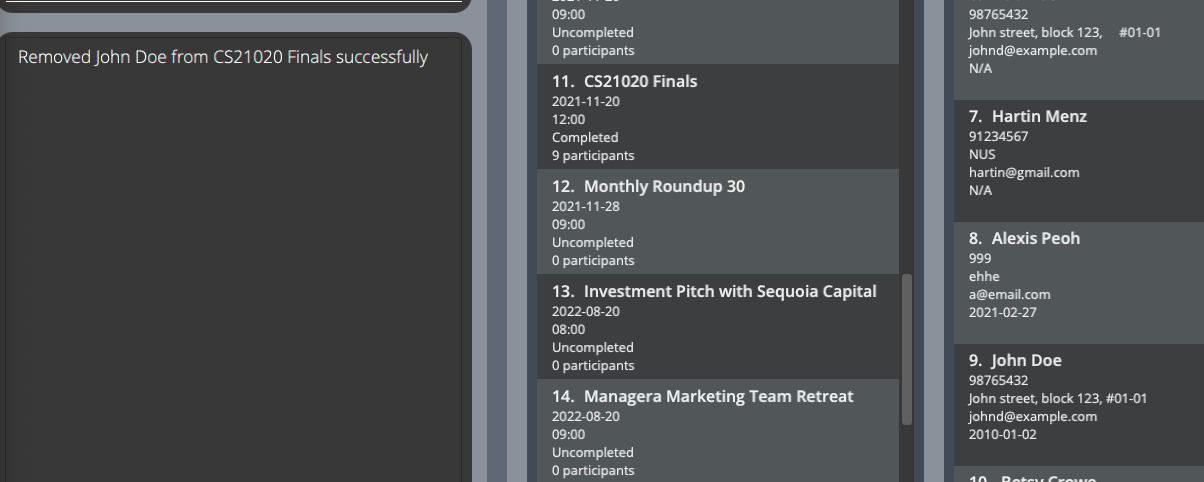 Removed John Doe from CS21020 Finals successfully
09:00
Uncompleted
0 participants
11. CS21020 Finals
2021-11-20
12:00
Completed
9 participants
12. Monthly Roundup 30
2021-11-28
09:00
Uncompleted
0 participants
13. Investment Pitch with Sequoia Capital
2022-08-20
08:00
Uncompleted
0 participants
14. Managera Marketing Team Retreat
2022-08-20
09:00
Uncompleted
0 participants
98765432
John street, block 123, #01-01
johnd@example.com
N/A
7. Hartin Menz
91234567
NUS
hartin@gmail.com
N/A
8. Alexis Peoh
999
ehhe
a@email.com
2021-02-27
9. John Doe
98765432
John street, block 123, #01-01
johnd@example.com
2010-01-02
10. Betsy Crowe